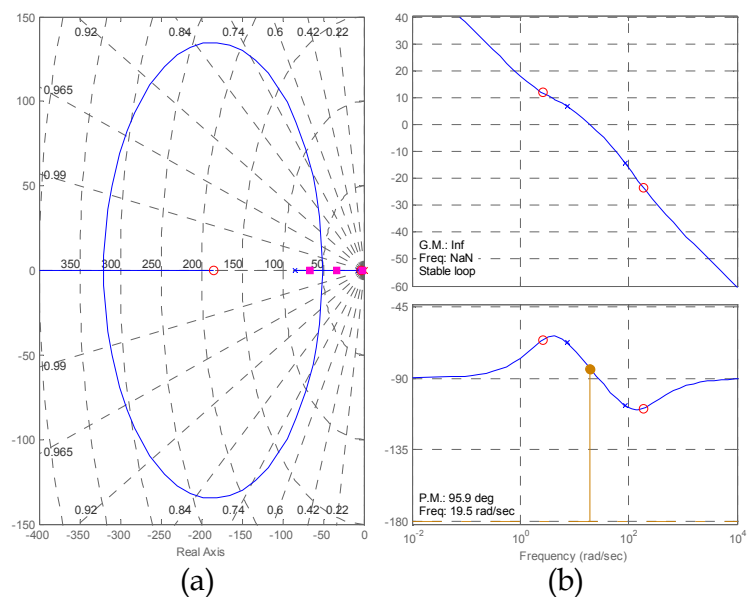 150
100
50
0
-50
-100
-150
0.92 0.84 0.74 0.6 0.42 0.22
0.965
0.99
350 300 250 200 150 100 50
0.99
0.965
0.92 0.84 0.74 0.6 0.42 0.22
-400 -350 -300 -250 -200 -150 -100 -50 0
Real Axis
(a)
40
30
20
10
0
-10
-20
-30
-40
-50
-60
G.M.: Inf
Freq: NaN
Stable loop
-45
-90
-135
-180
P.M.: 95.9 deg
Freq: 19.5 rad/sec
10^-2 10^0 10^2 10^4
Frequency (rad/sec)
(b)